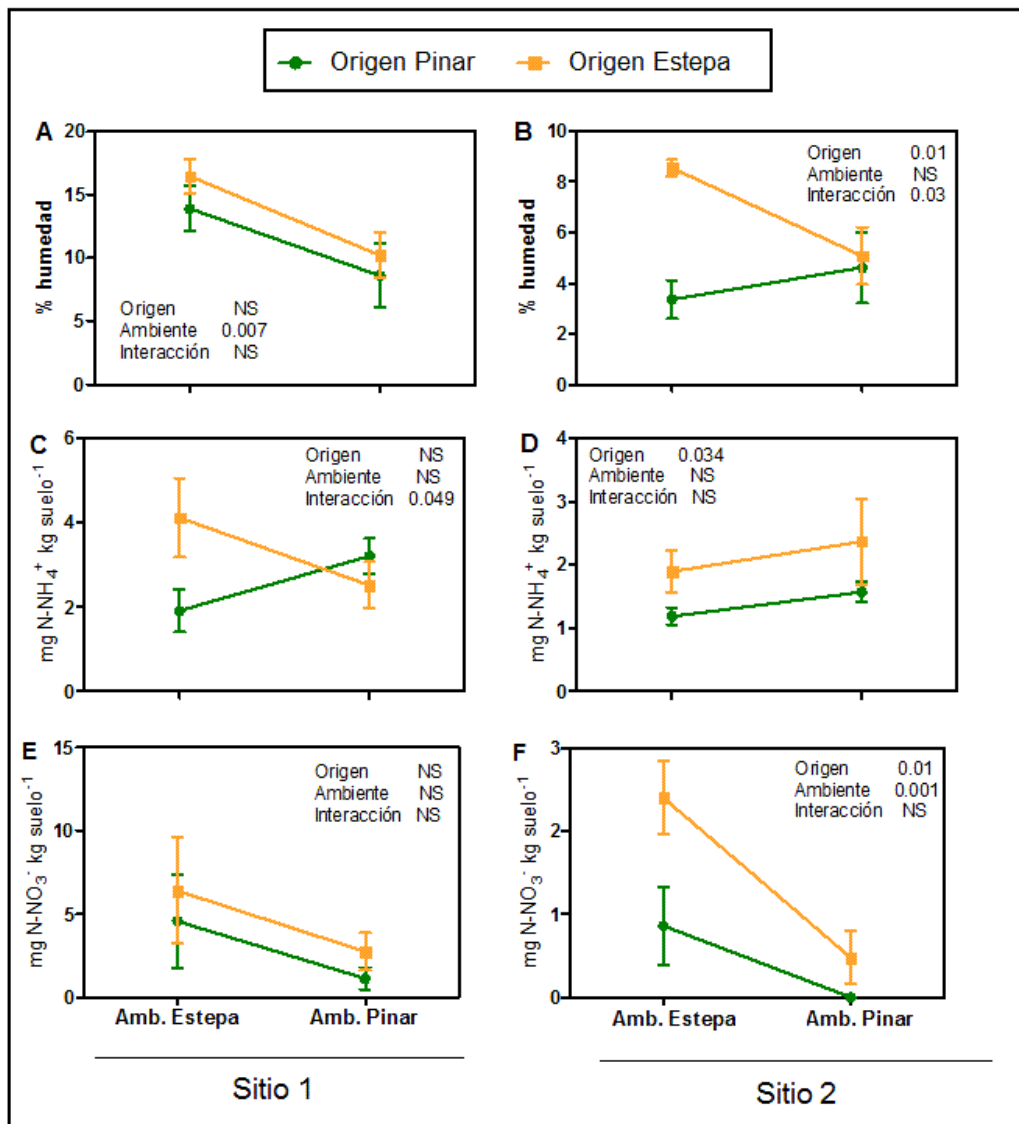 Origen Pinar Origen Estepa
A
% humedad
20
15
10
5
0
Origen NS
Ambiente 0.007
Interacción NS
B
% humedad
10
8
6
4
2
0
Origen 0.01
Ambiente NS
Interacción 0.03
C
mg N-NH₄⁺ kg suelo⁻¹
6
4
2
0
Origen NS
Ambiente NS
Interacción 0.049
D
mg N-NH₄⁺ kg suelo⁻¹
4
3
2
1
0
Origen 0.034
Ambiente NS
Interacción NS
E
mg N-NO₃⁻ kg suelo⁻¹
15
10
5
0
Origen NS
Ambiente NS
Interacción NS
Amb. Estepa Amb. Pinar
F
mg N-NO₃⁻ kg suelo⁻¹
3
2
1
0
Origen 0.01
Ambiente 0.001
Interacción NS
Amb. Estepa Amb. Pinar
Sitio 1 Sitio 2